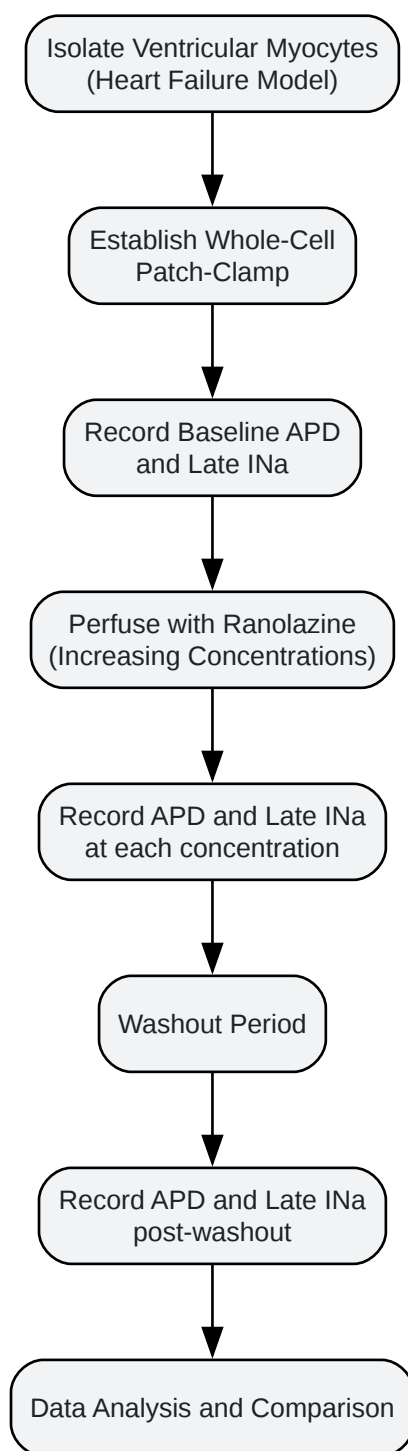 Isolate Ventricular Myocytes
(Heart Failure Model)
Establish Whole-Cell
Patch-Clamp
Record Baseline APD
and Late INa
Perfuse with Ranolazine
(Increasing Concentrations)
Record APD and Late INa
at each concentration
Washout Period
Record APD and Late INa
post-washout
Data Analysis and Comparison